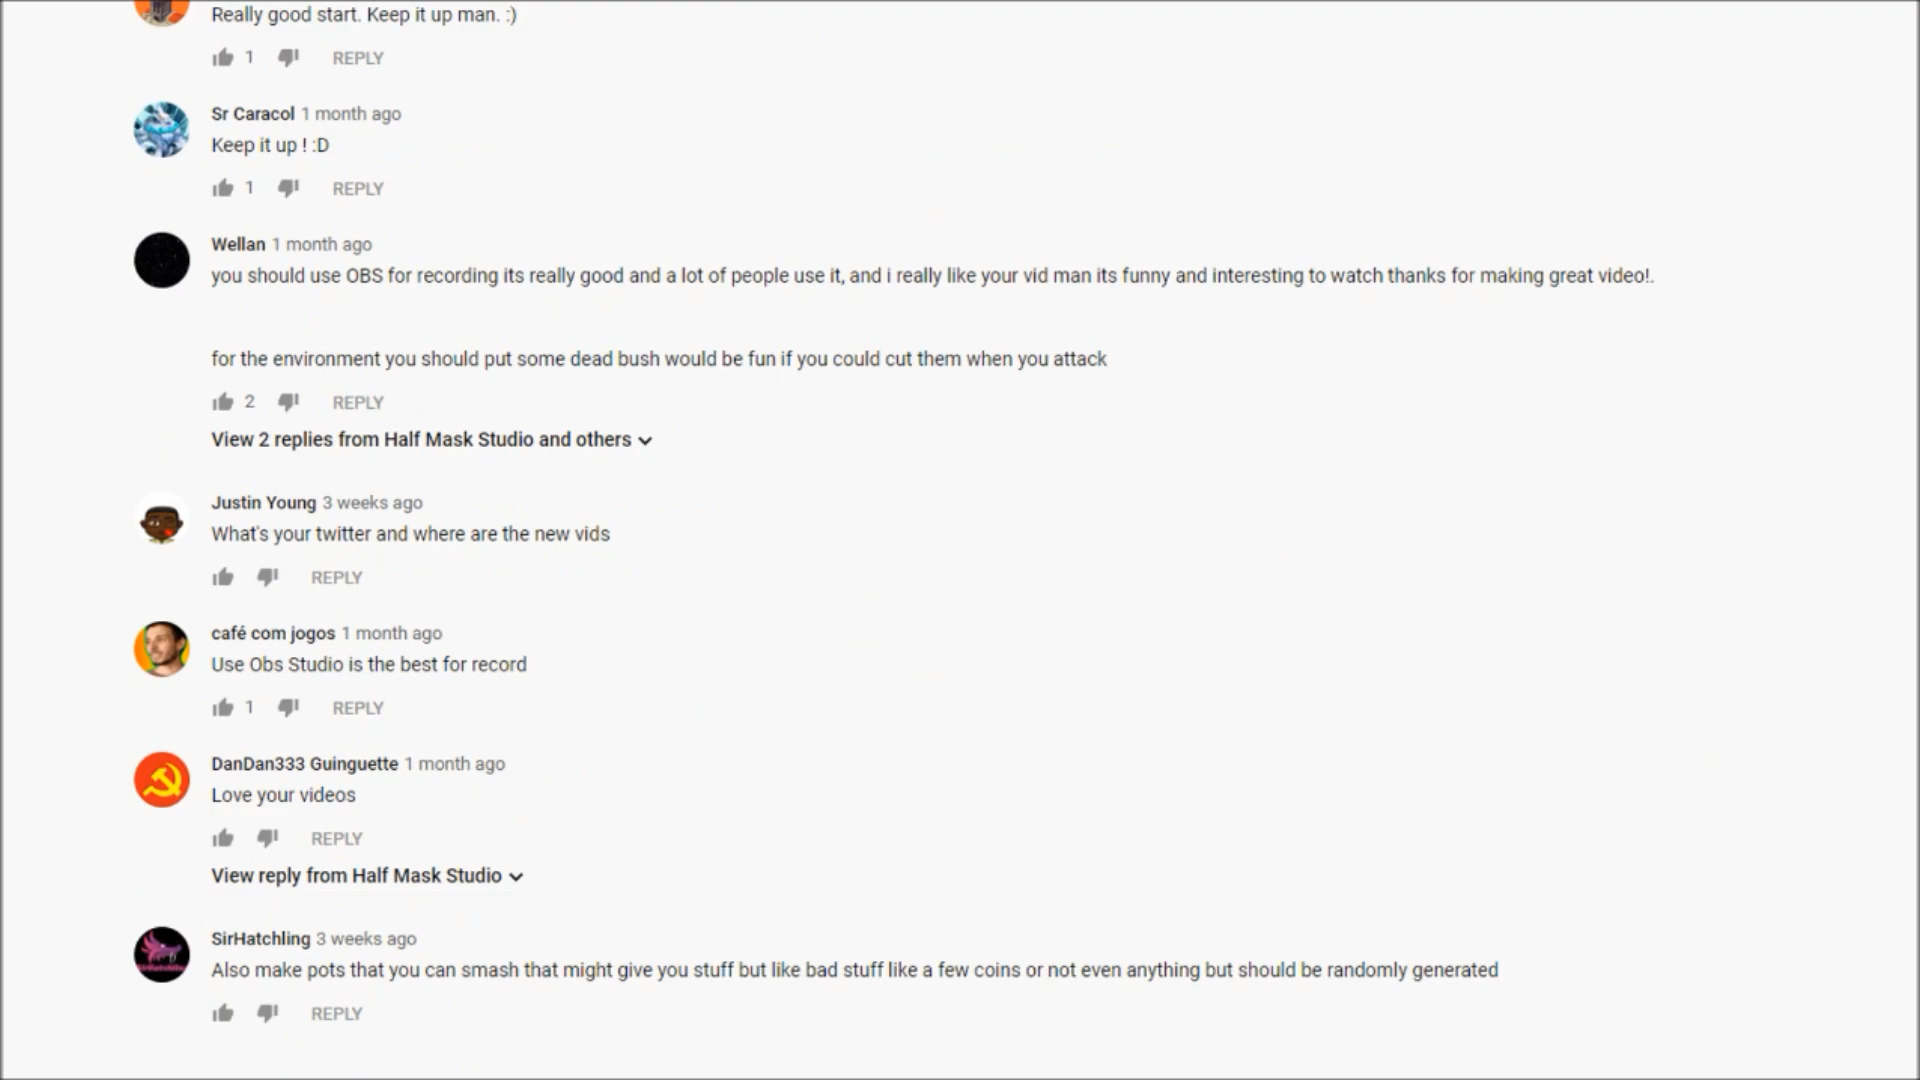 Really good start. Keep it up man. :)
1 REPLY
Sr Caracol 1 month ago
Keep it up ! :D
1 REPLY
Wellan 1 month ago
you should use OBS for recording its really good and a lot of people use it, and i really like your vid man its funny and interesting to watch thanks for making great video!.
for the environment you should put some dead bush would be fun if you could cut them when you attack
2 REPLY
View 2 replies from Half Mask Studio and others
Justin Young 3 weeks ago
What's your twitter and where are the new vids
REPLY
café com jogos 1 month ago
Use Obs Studio is the best for record
1 REPLY
DanDan333 Guinguette 1 month ago
Love your videos
REPLY
View reply from Half Mask Studio
SirHatchling 3 weeks ago
Also make pots that you can smash that might give you stuff but like bad stuff like a few coins or not even anything but should be randomly generated
REPLY